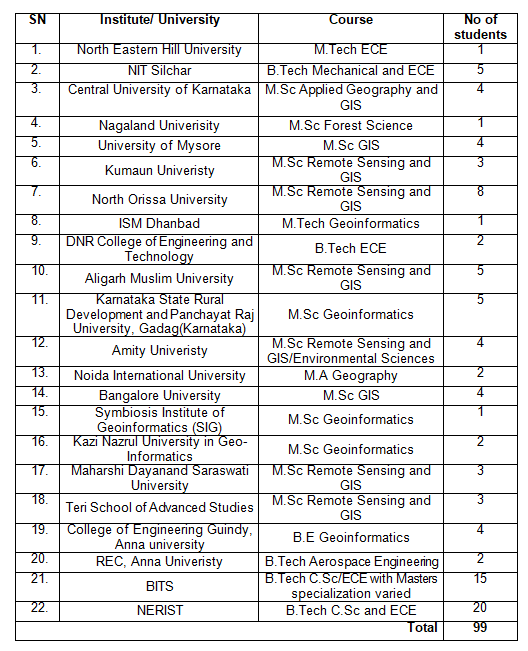 SN Institute/ University Course No of students
1. North Eastern Hill University M.Tech ECE 1
2. NIT Silchar B.Tech Mechanical and ECE 5
3. Central University of Karnataka M.Sc Applied Geography and GIS 4
4. Nagaland Univerisity M.Sc Forest Science 1
5. University of Mysore M.Sc GIS 4
6. Kumaun Univeristy M.Sc Remote Sensing and GIS 3
7. North Orissa University M.Sc Remote Sensing and GIS 8
8. ISM Dhanbad M.Tech Geoinformatics 1
9. DNR College of Engineering and Technology B.Tech ECE 2
10. Aligarh Muslim University M.Sc Remote Sensing and GIS 5
11. Karnataka State Rural Development and Panchayat Raj University, Gadag(Karnataka) M.Sc Geoinformatics 5
12. Amity Univeristy M.Sc Remote Sensing and GIS/Environmental Sciences 4
13. Noida International University M.A Geography 2
14. Bangalore University M.Sc GIS 4
15. Symbiosis Institute of Geoinformatics (SIG) M.Sc Geoinformatics 1
16. Kazi Nazrul University in Geo-Informatics M.Sc Geoinformatics 2
17. Maharshi Dayanand Saraswati University M.Sc Remote Sensing and GIS 3
18. Teri School of Advanced Studies M.Sc Remote Sensing and GIS 3
19. College of Engineering Guindy, Anna university B.E Geoinformatics 4
20. REC, Anna Univeristy B.Tech Aerospace Engineering 2
21. BITS B.Tech C.Sc/ECE with Masters specialization varied 15
22. NERIST B.Tech C.Sc and ECE 20
Total 99